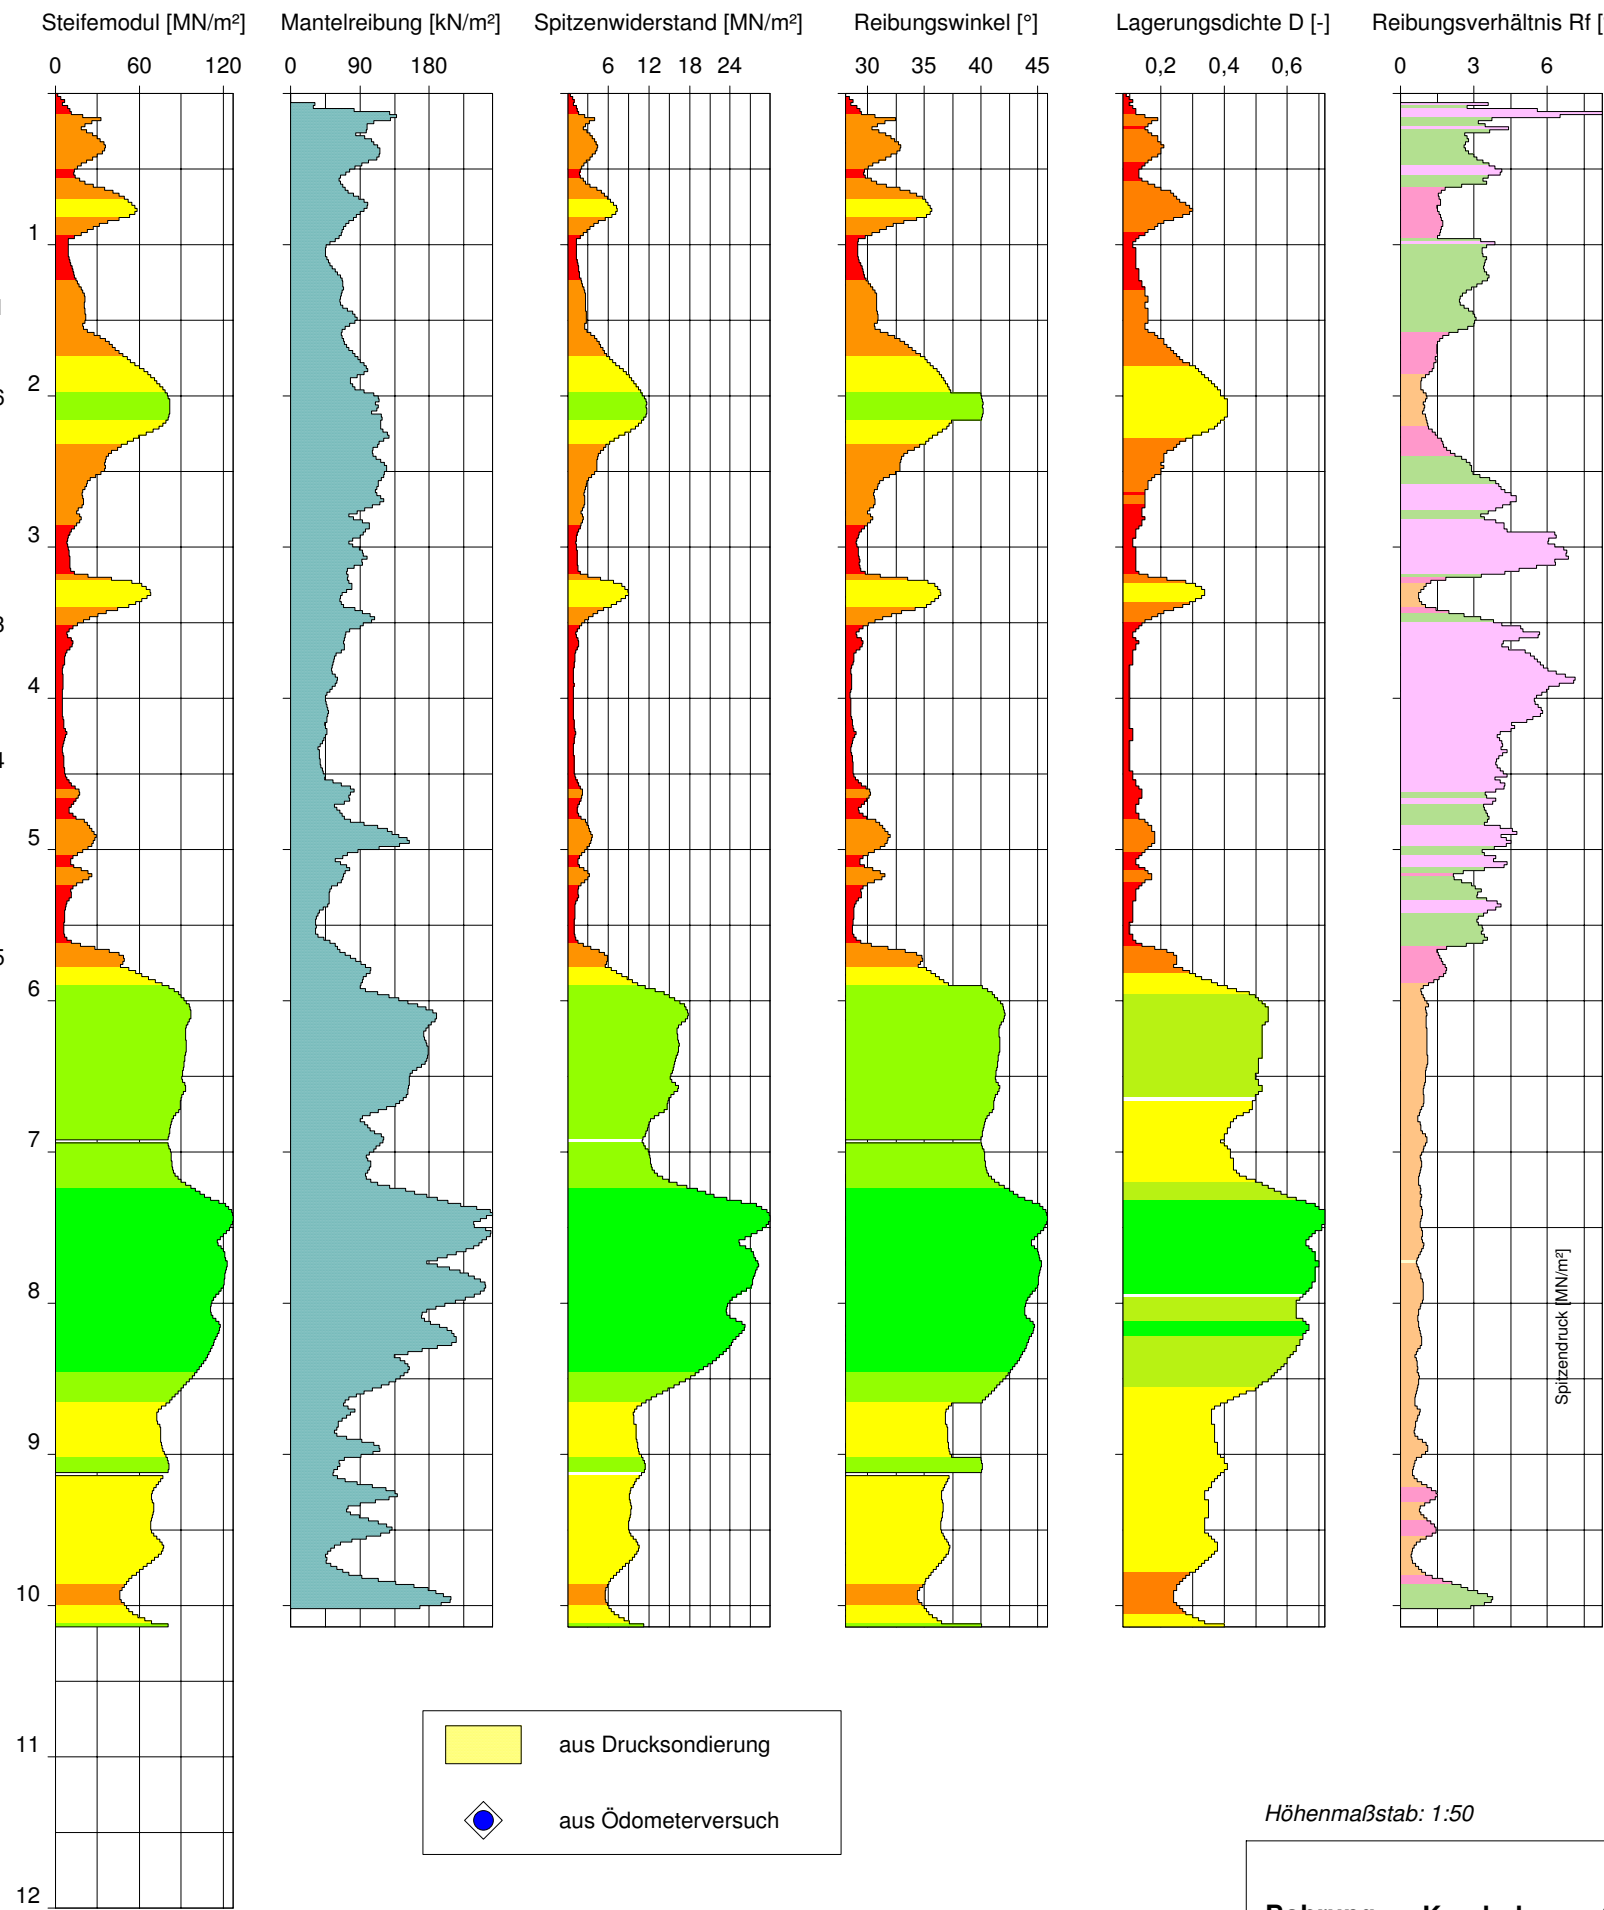 Steifemodul [MN/m²] Mantelreibung [kN/m²] Spitzenwiderstand [MN/m²] Reibungswinkel [°] Lagerungsdichte D [-] Reibungsverhältnis Rf [
0 60 120 0 90 180 6 12 18 24 30 35 40 45 0,2 0,4 0,6 0 3 6
1
2
6
3
4
4
5
5
6
7
8
Spitzendruck [MN/m²]
9
10
11
12
aus Drucksondierung
aus Ödometerversuch
Höhenmaßstab: 1:50